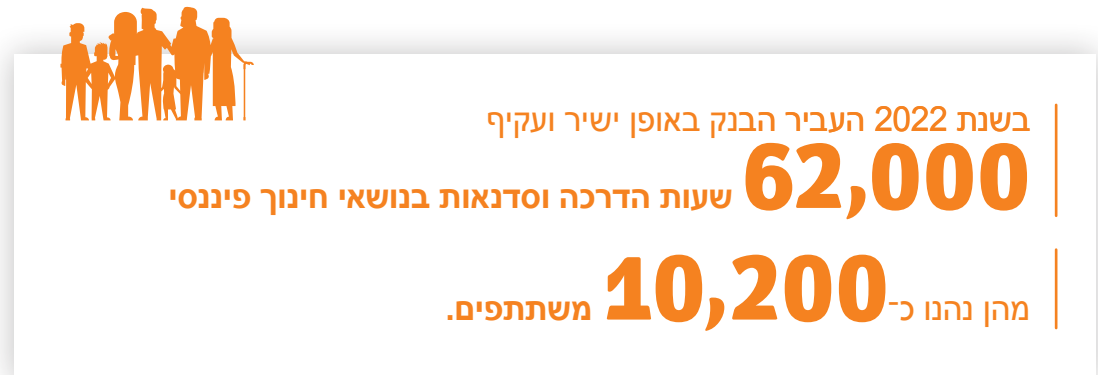 בשנת 2022 העביר הבנק באופן ישיר ועקיף
62,000 שעות הדרכה וסדנאות בנושאי חינוך פיננסי
מהן נהנו כ-10,200 משתתפים.